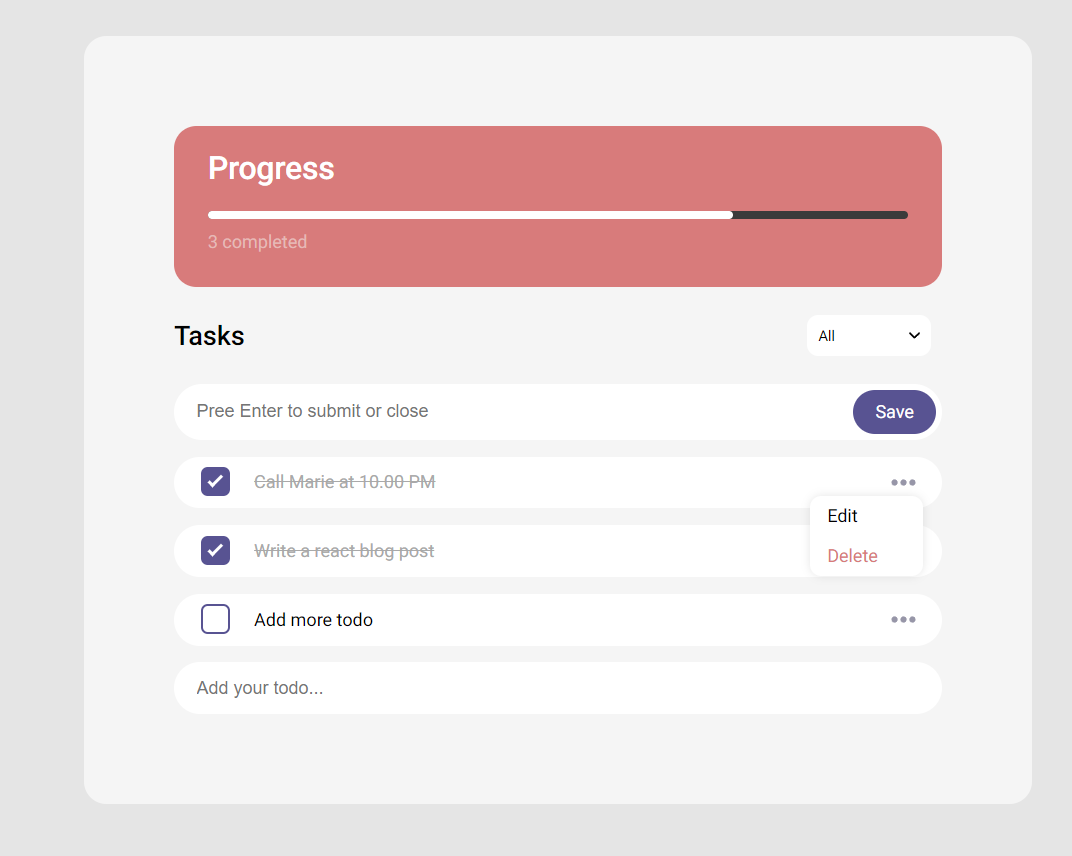 Progress
3 completed
Tasks
All
Pree Enter to submit or close
Save
Call Marie at 10.00 PM
Edit
Write a react blog post
Delete
Add more todo
Add your todo...